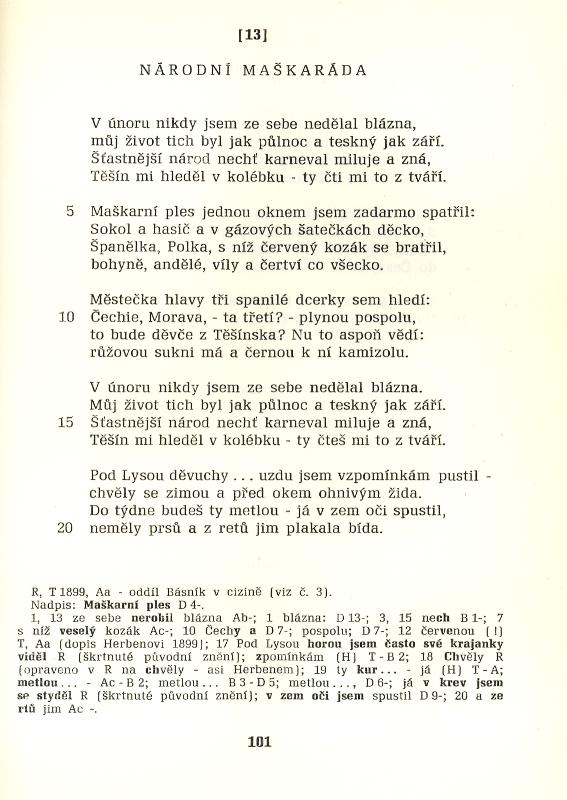 [13]
NÁRODNÍ MAŠKARÁDA
V únoru nikdy jsem ze sebe nedělal blázna,
můj život tich byl jak půlnoc a teskný jak září.
Šťastnější národ nechť karneval miluje a zná,
Těšín mi hleděl v kolébku - ty čti mi to z tváří.
5 Maškarní ples jednou oknem jsem zadarmo spatřil:
Sokol a hasič a v gázových šatečkách děcko,
Španělka, Polka, s níž červený kozák se bratřil,
bohyně, andělé, víly a čertví co všecko.
Městečka hlavy tři spanilé dcerky sem hledí:
10 Čechie, Morava, - ta třetí? - plynou pospolu,
to bude děvče z Těšínska? Nu to aspoň vědí:
růžovou sukni má a černou k ní kamizolu.
V únoru nikdy jsem ze sebe nedělal blázna.
Můj život tich byl jak půlnoc a teskný jak září.
15 Šťastnější národ nechť karneval miluje a zná,
Těšín mi hleděl v kolébku - ty čteš mi to z tváří.
Pod Lysou děvuchy ... uzdu jsem vzpomínkám pustil -
chvěly se zimou a před okem ohnivým žida.
Do týdne budeš ty metlou - já v zem oči spustil,
20 neměly prsů a z retů jim plakala bída.
R, T 1899, Aa - oddíl Básník v cizině (viz č. 3).
Nadpis: Maškarní ples D 4-.
1, 13 ze sebe nerobil blázna Ab-; 1 blázna: D 13-; 3, 15 nech B 1-; 7
s níž veselý kozák Ac-; 10 Čechy a D 7-; pospolu; D 7-; 12 červenou (!)
T, Aa (dopis Herbenovi 1899); 17 Pod Lysou horou jsem často své krajanky
viděl R (škrtnuté původní znění); zpomínkám (H) T - B 2; 18 Chvěly R
(opraveno v R na chvěly - asi Herbenem); 19 ty kur... - já (H) T - A;
metlou... - Ac - B 2; metlou... B 3 - D 5; metlou..., D 6-; já v krev jsem
se styděl R (škrtnuté původní znění); v zem oči jsem spustil D 9-; 20 a ze
rtů jim Ac -.
101